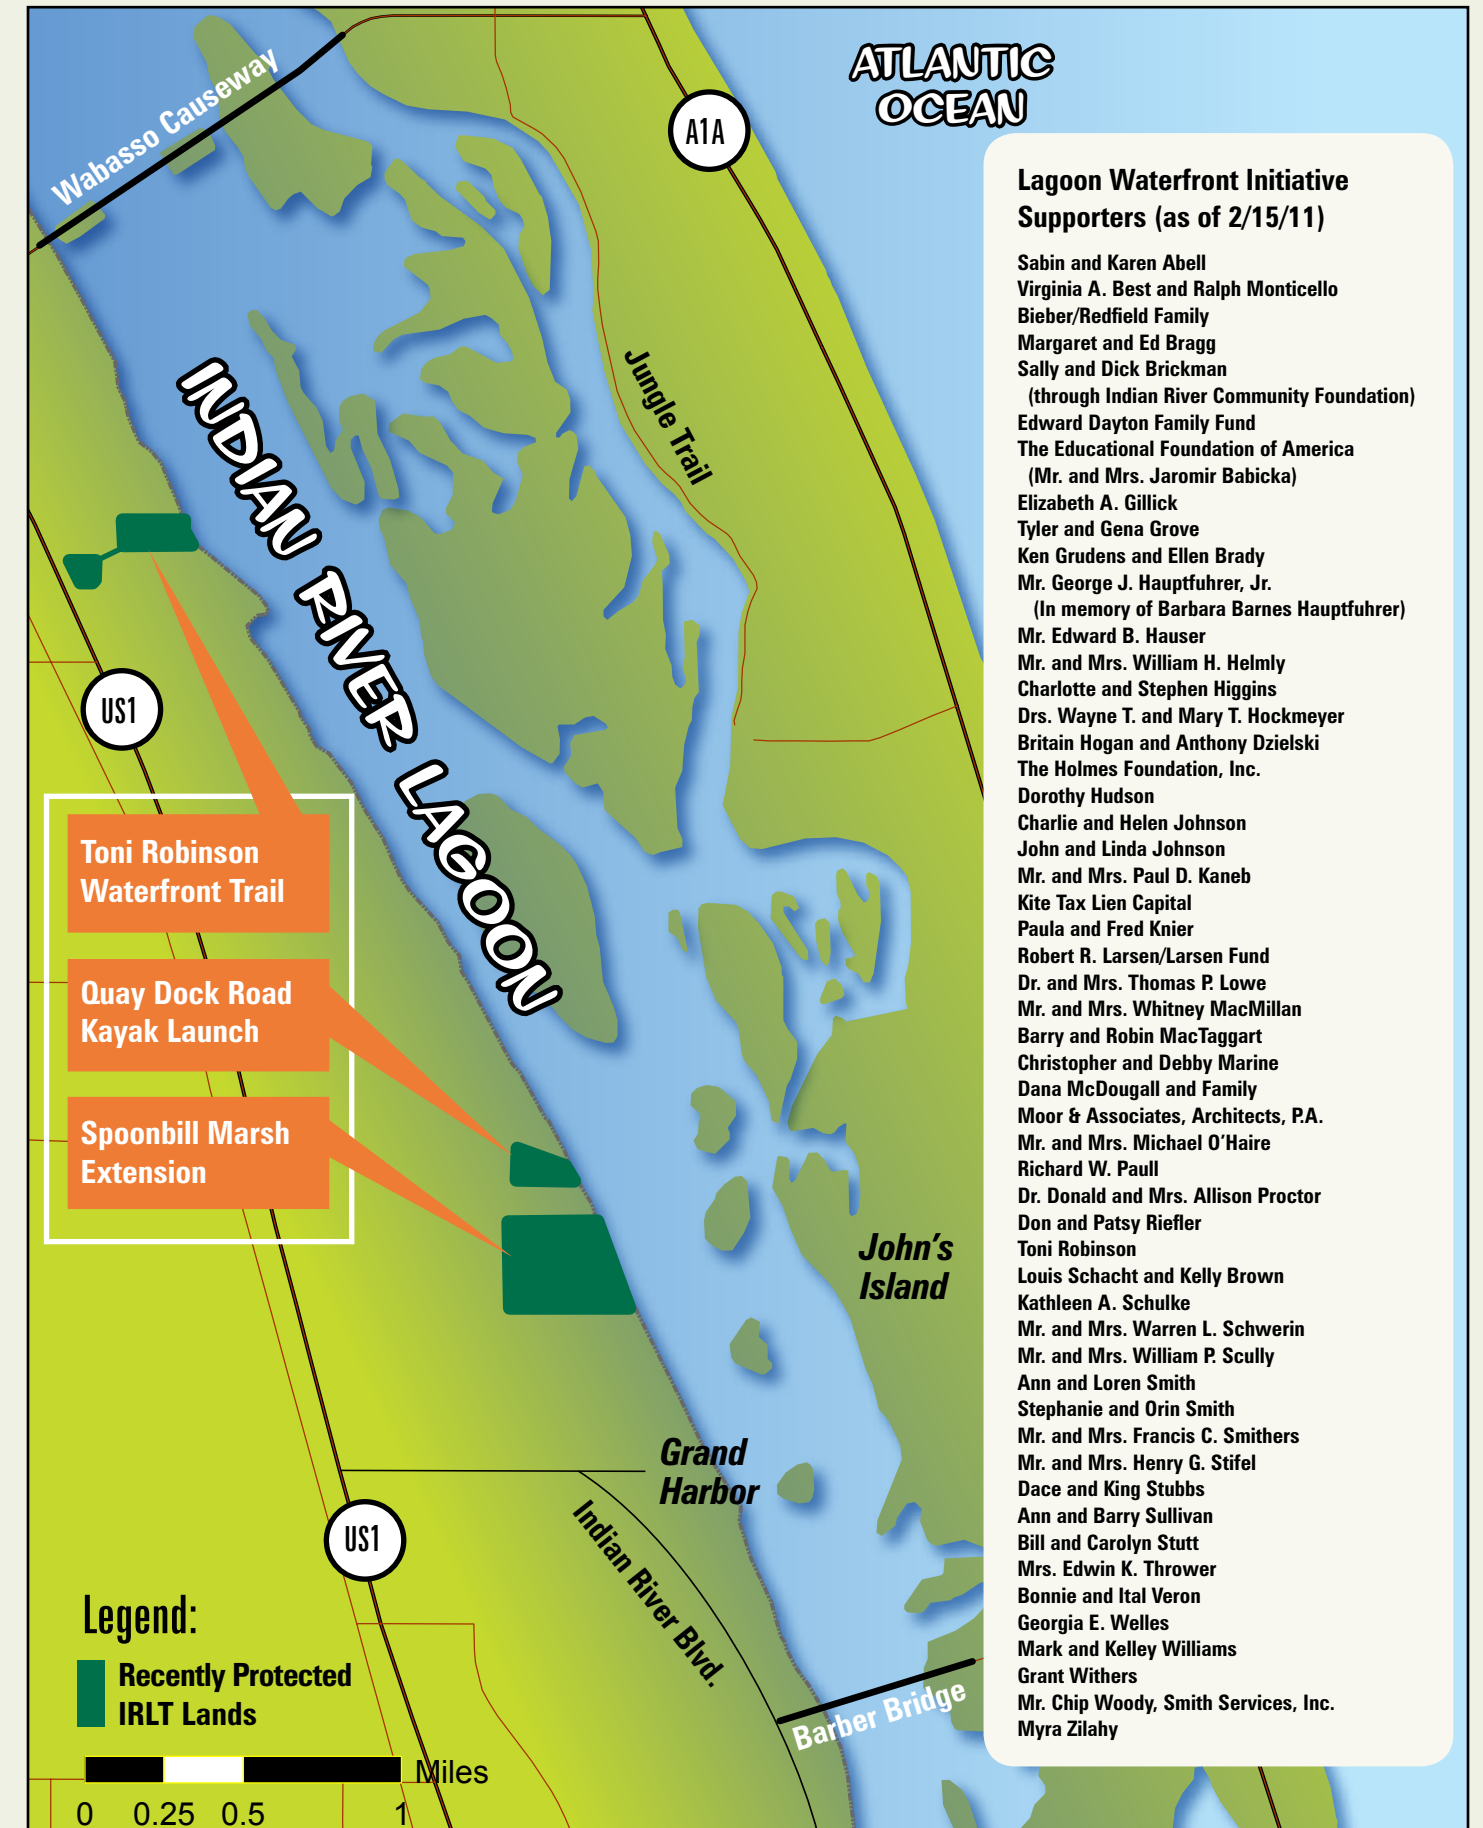 ATLANTIC
OCEAN
Wabasso Causeway
A1A
Jungle Trail
INDIAN RIVER LAGOON
US1
Toni Robinson
Waterfront Trail
Quay Dock Road
Kayak Launch
Spoonbill Marsh
Extension
John's
Island
Grand
Harbor
US1
Indian River Blvd.
Barber Bridge
Legend:
Recently Protected
IRLT Lands
Miles
0 0.25 0.5 1
Lagoon Waterfront Initiative
Supporters (as of 2/15/11)
Sabin and Karen Abell
Virginia A. Best and Ralph Monticello
Bieber/Redfield Family
Margaret and Ed Bragg
Sally and Dick Brickman
(through Indian River Community Foundation)
Edward Dayton Family Fund
The Educational Foundation of America
(Mr. and Mrs. Jaromir Babicka)
Elizabeth A. Gillick
Tyler and Gena Grove
Ken Grudens and Ellen Brady
Mr. George J. Hauptfuhrer, Jr.
(In memory of Barbara Barnes Hauptfuhrer)
Mr. Edward B. Hauser
Mr. and Mrs. William H. Helmly
Charlotte and Stephen Higgins
Drs. Wayne T. and Mary T. Hockmeyer
Britain Hogan and Anthony Dzielski
The Holmes Foundation, Inc.
Dorothy Hudson
Charlie and Helen Johnson
John and Linda Johnson
Mr. and Mrs. Paul D. Kaneb
Kite Tax Lien Capital
Paula and Fred Knier
Robert R. Larsen/Larsen Fund
Dr. and Mrs. Thomas P. Lowe
Mr. and Mrs. Whitney MacMillan
Barry and Robin MacTaggart
Christopher and Debby Marine
Dana McDougall and Family
Moor & Associates, Architects, P.A.
Mr. and Mrs. Michael O'Haire
Richard W. Paull
Dr. Donald and Mrs. Allison Proctor
Don and Patsy Riefler
Toni Robinson
Louis Schacht and Kelly Brown
Kathleen A. Schulke
Mr. and Mrs. Warren L. Schwerin
Mr. and Mrs. William P. Scully
Ann and Loren Smith
Stephanie and Orin Smith
Mr. and Mrs. Francis C. Smithers
Mr. and Mrs. Henry G. Stifel
Dace and King Stubbs
Ann and Barry Sullivan
Bill and Carolyn Stutt
Mrs. Edwin K. Thrower
Bonnie and Ital Veron
Georgia E. Welles
Mark and Kelley Williams
Grant Withers
Mr. Chip Woody, Smith Services, Inc.
Myra Zilahy